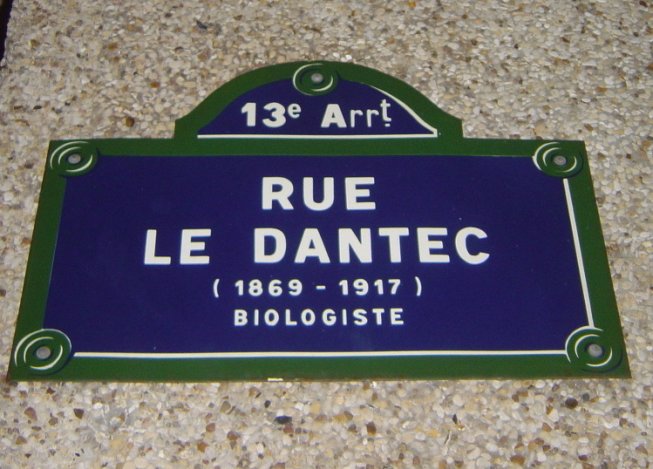 13e Arrt
RUE
LE DANTEC
( 1869 - 1917 )
BIOLOGISTE